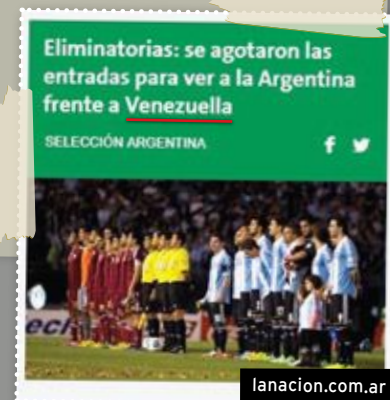 Eliminatorias: se agotaron las
entradas para ver a la Argentina
frente a Venezuella
SELECCIÓN ARGENTINA
lanacion.com.ar